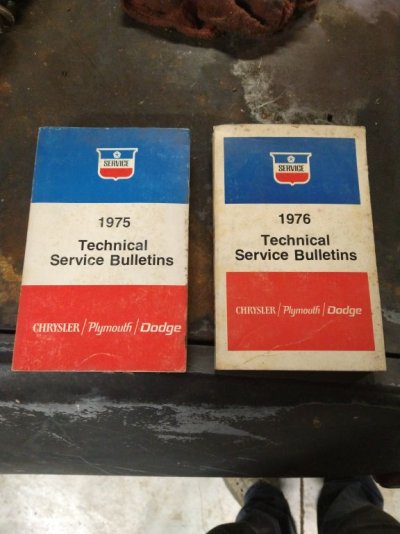 SERVICE
1975
Technical
Service Bulletins
CHRYSLER / Plymouth / Dodge
SERVICE
1976
Technical
Service Bulletins
CHRYSLER / Plymouth / Dodge